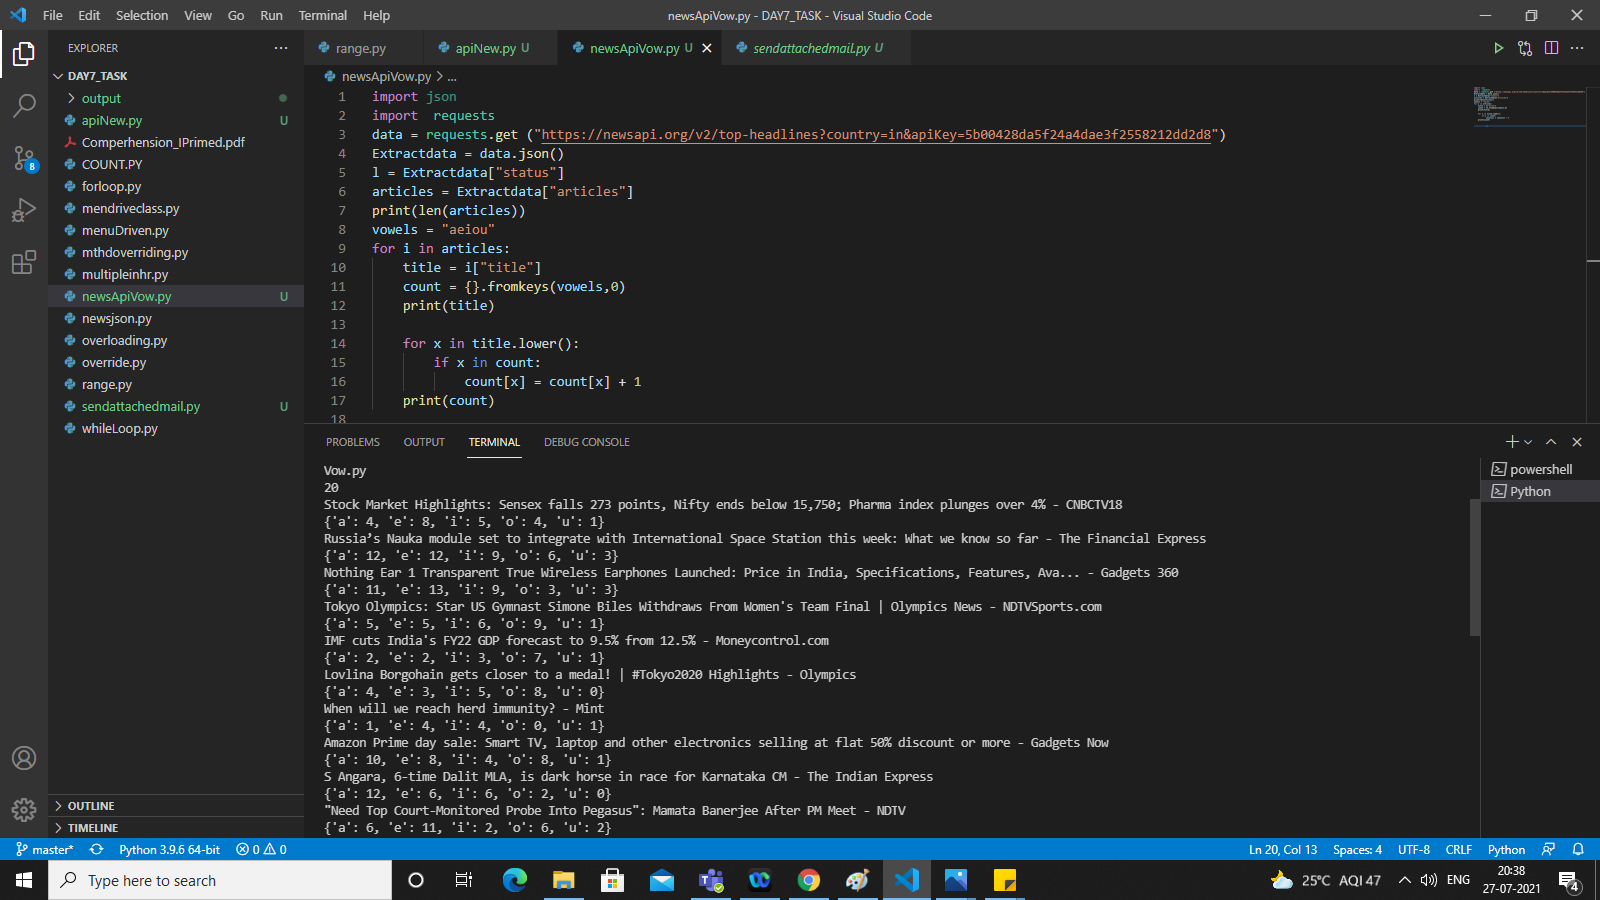 File Edit Selection View Go Run Terminal Help
newsApiVow.py - DAY7_TASK - Visual Studio Code
EXPLORER
DAY7_TASK
output
apiNew.py U
Comperhension_IPrimed.pdf
COUNT.PY
forloop.py
mendriveclass.py
menuDriven.py
mthdoverriding.py
multipleinhr.py
newsApiVow.py U
newsjson.py
overloading.py
override.py
range.py
sendattachedmail.py U
whileLoop.py
OUTLINE
TIMELINE
8
range.py
apiNew.py U
newsApiVow.py U
sendattachedmail.py U
newsApiVow.py > ...
1 import json
2 import  requests
3 data = requests.get ("https://newsapi.org/v2/top-headlines?country=in&apiKey=5b00428da5f24a4dae3f2558212dd2d8")
4 Extractdata = data.json()
5 l = Extractdata["status"]
6 articles = Extractdata["articles"]
7 print(len(articles))
8 vowels = "aeiou"
9 for i in articles:
10     title = i["title"]
11     count = {}.fromkeys(vowels,0)
12     print(title)
13
14     for x in title.lower():
15         if x in count:
16             count[x] = count[x] + 1
17     print(count)
18
PROBLEMS OUTPUT TERMINAL DEBUG CONSOLE
powershell
Python
Vow.py
20
Stock Market Highlights: Sensex falls 273 points, Nifty ends below 15,750; Pharma index plunges over 4% - CNBCTV18
{'a': 4, 'e': 8, 'i': 5, 'o': 4, 'u': 1}
Russia’s Nauka module set to integrate with International Space Station this week: What we know so far - The Financial Express
{'a': 12, 'e': 12, 'i': 9, 'o': 6, 'u': 3}
Nothing Ear 1 Transparent True Wireless Earphones Launched: Price in India, Specifications, Features, Ava... - Gadgets 360
{'a': 11, 'e': 13, 'i': 9, 'o': 3, 'u': 3}
Tokyo Olympics: Star US Gymnast Simone Biles Withdraws From Women's Team Final | Olympics News - NDTVSports.com
{'a': 5, 'e': 5, 'i': 6, 'o': 9, 'u': 1}
IMF cuts India's FY22 GDP forecast to 9.5% from 12.5% - Moneycontrol.com
{'a': 2, 'e': 2, 'i': 3, 'o': 7, 'u': 1}
Lovlina Borgohain gets closer to a medal! | #Tokyo2020 Highlights - Olympics
{'a': 4, 'e': 3, 'i': 5, 'o': 8, 'u': 0}
When will we reach herd immunity? - Mint
{'a': 1, 'e': 4, 'i': 4, 'o': 0, 'u': 1}
Amazon Prime day sale: Smart TV, laptop and other electronics selling at flat 50% discount or more - Gadgets Now
{'a': 10, 'e': 8, 'i': 4, 'o': 8, 'u': 1}
S Angara, 6-time Dalit MLA, is dark horse in race for Karnataka CM - The Indian Express
{'a': 12, 'e': 6, 'i': 6, 'o': 2, 'u': 0}
"Need Top Court-Monitored Probe Into Pegasus": Mamata Banerjee After PM Meet - NDTV
{'a': 6, 'e': 11, 'i': 2, 'o': 6, 'u': 2}
master* Python 3.9.6 64-bit 0 0
Ln 20, Col 13 Spaces: 4 UTF-8 CRLF Python
Type here to search
25°C AQI 47 ENG
20:38
27-07-2021
4